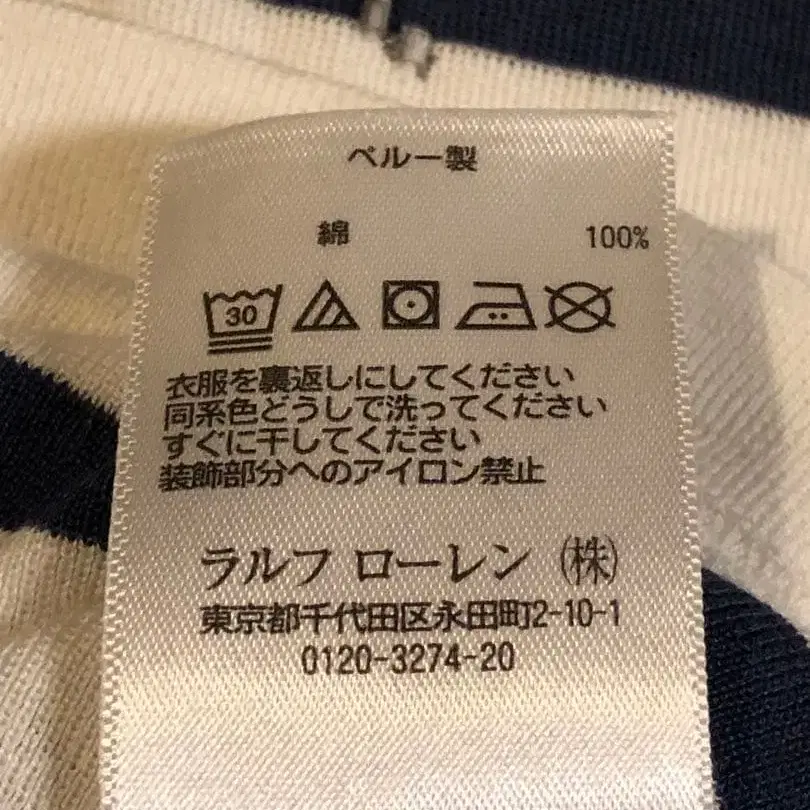 ペルー製
綿 100%
30
衣服を裏返しにしてください
同系色どうしで洗ってください
すぐに干してください
装飾部分へのアイロン禁止
ラルフ ローレン ㈱
東京都千代田区永田町2-10-1
0120-3274-20